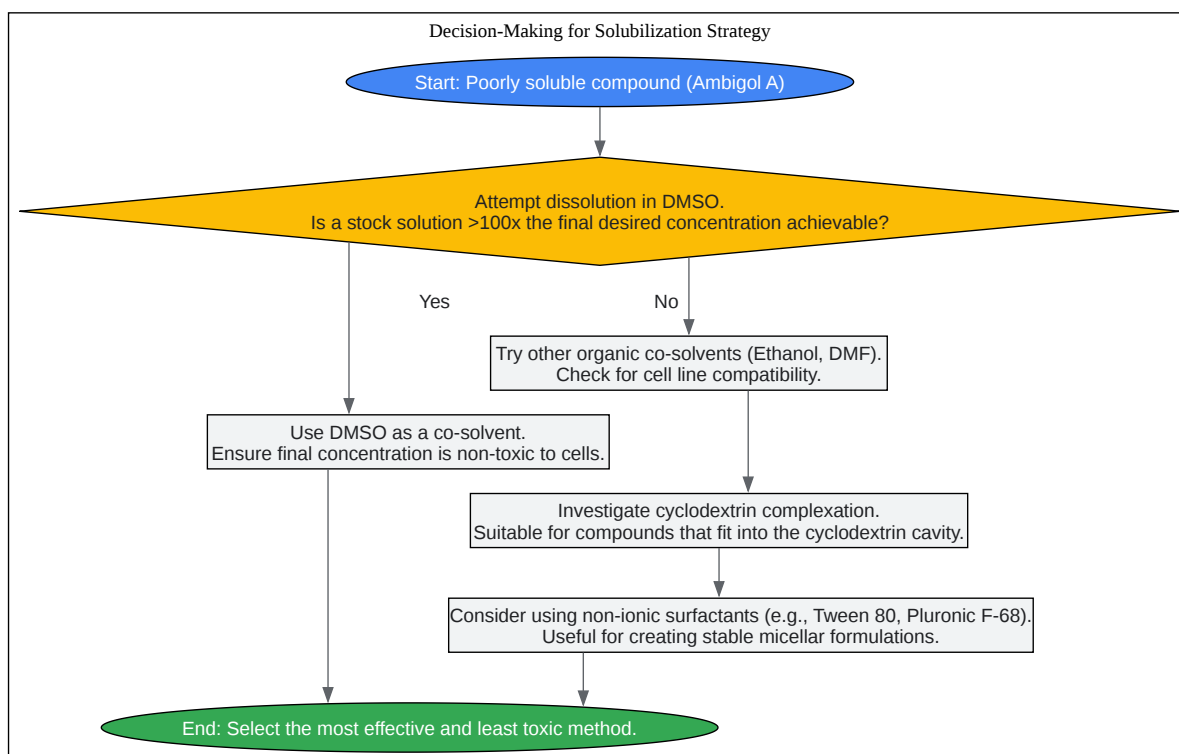 Decision-Making for Solubilization Strategy
Start: Poorly soluble compound (Ambigol A)
Attempt dissolution in DMSO.
Is a stock solution >100x the final desired concentration achievable?
Yes
No
Try other organic co-solvents (Ethanol, DMF).
Check for cell line compatibility.
Use DMSO as a co-solvent.
Ensure final concentration is non-toxic to cells.
Investigate cyclodextrin complexation.
Suitable for compounds that fit into the cyclodextrin cavity.
Consider using non-ionic surfactants (e.g., Tween 80, Pluronic F-68).
Useful for creating stable micellar formulations.
End: Select the most effective and least toxic method.